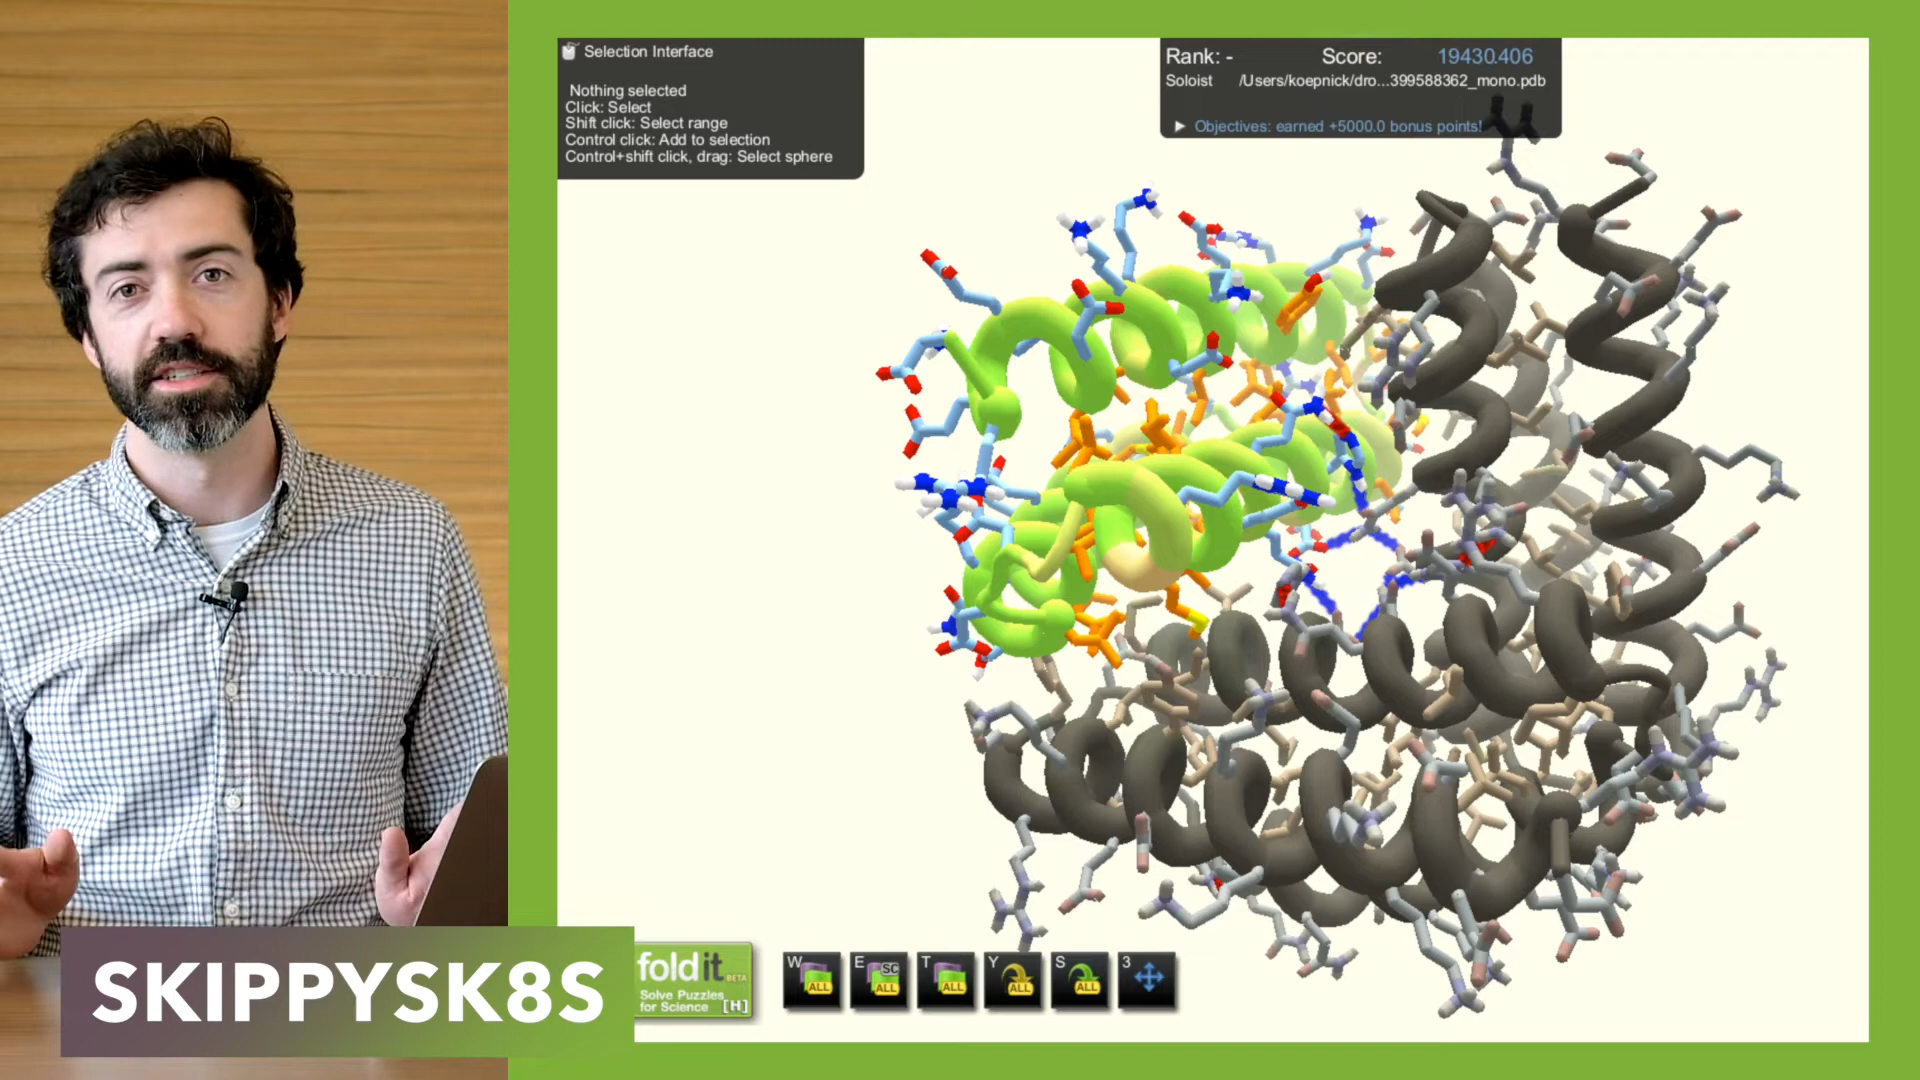 Selection Interface
Nothing selected
Click: Select
Shift click: Select range
Control click: Add to selection
Control+shift click, drag: Select sphere
Rank: - Score: 19430.406
Soloist /Users/koepnick/dro...399588362_mono.pdb
Objectives: earned +5000.0 bonus points!
SKIPPYSK8S
foldit BETA
Solve Puzzles
for Science [H]
W ALL
E SC ALL
T ALL
Y ALL
S ALL
3